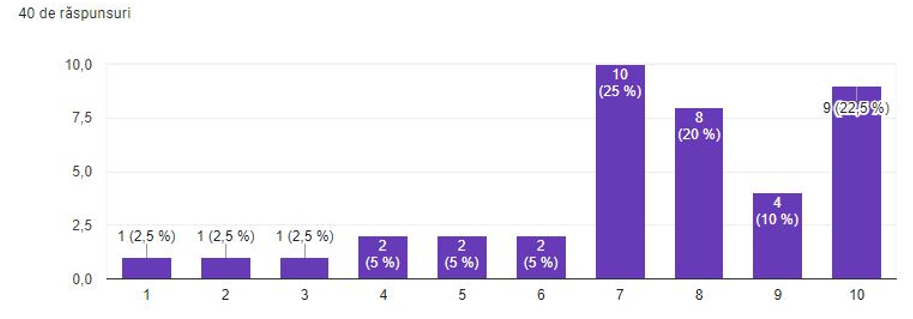 40 de răspunsuri
10,0
7,5
5,0
2,5
0,0
1 (2,5 %)
1 (2,5 %)
1 (2,5 %)
2
(5 %)
2
(5 %)
2
(5 %)
10
(25 %)
8
(20 %)
4
(10 %)
9 (22,5 %)
1 2 3 4 5 6 7 8 9 10